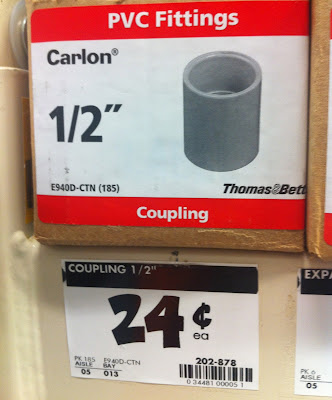 PVC Fittings
Carlon®
1/2"
E940D-CTN (185)
Thomas&Bett
Coupling
COUPLING 1/2"
24¢
ea
202-878
PK 185 E940D-CTN
AISLE BAY
05 013
0 34481 00005 1
EXPA
PK 6
AISLE
05